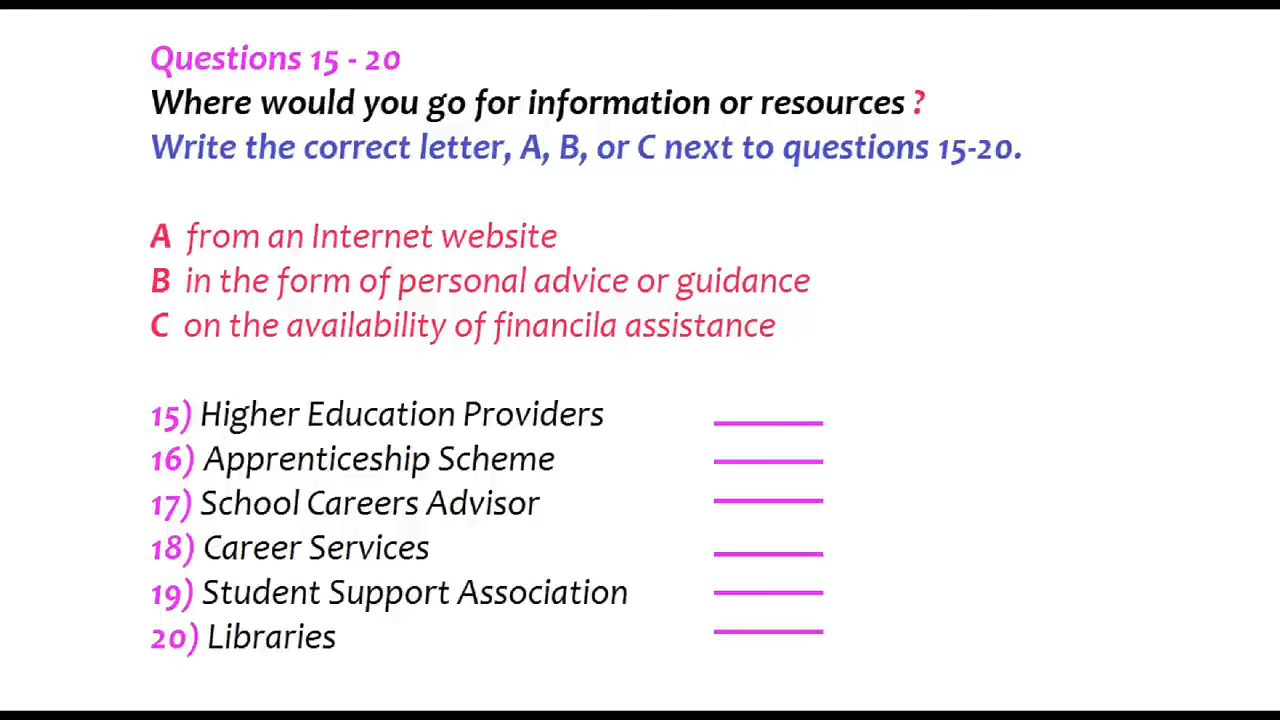 Questions 15 - 20
Where would you go for information or resources ?
Write the correct letter, A, B, or C next to questions 15-20.
A from an Internet website
B in the form of personal advice or guidance
C on the availability of financila assistance
15) Higher Education Providers
16) Apprenticeship Scheme
17) School Careers Advisor
18) Career Services
19) Student Support Association
20) Libraries